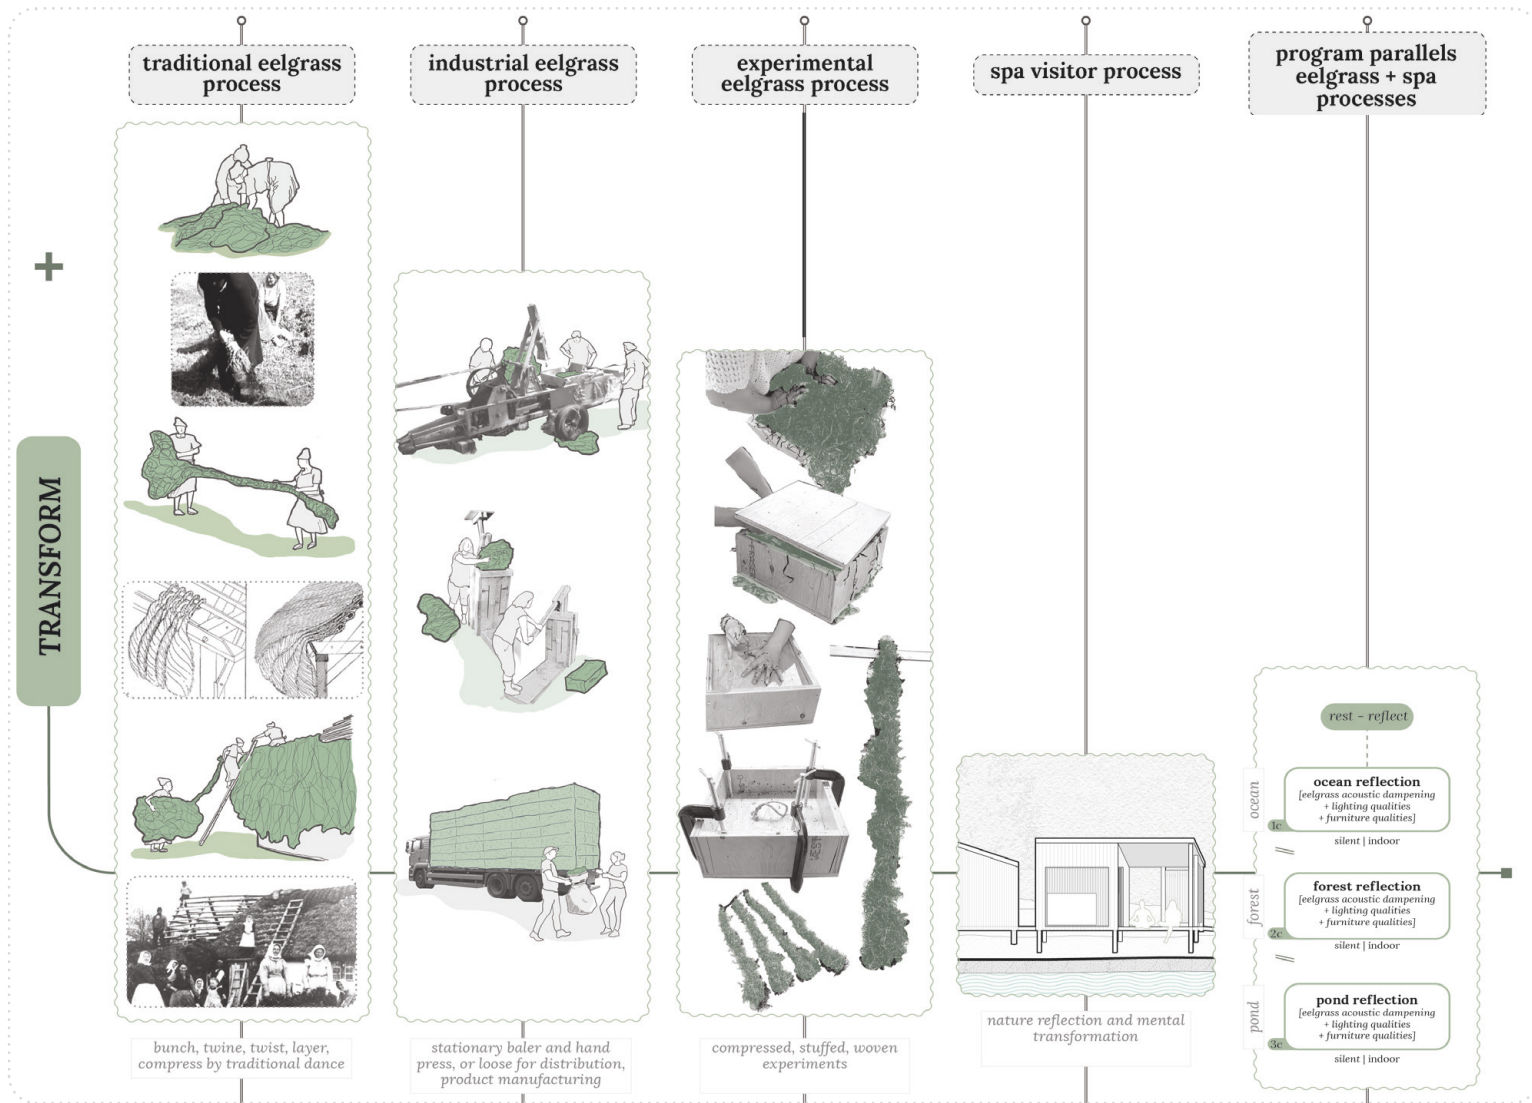 traditional eelgrass
process
industrial eelgrass
process
experimental
eelgrass process
spa visitor process
program parallels
eelgrass + spa
processes
+
TRANSFORM
rest - reflect
ocean
ocean reflection
[eelgrass acoustic dampening
+ lighting qualities
+ furniture qualities]
1c
silent | indoor
forest
forest reflection
[eelgrass acoustic dampening
+ lighting qualities
+ furniture qualities]
2c
silent | indoor
pond
pond reflection
[eelgrass acoustic dampening
+ lighting qualities
+ furniture qualities]
3c
silent | indoor
bunch, twine, twist, layer,
compress by traditional dance
stationary baler and hand
press, or loose for distribution,
product manufacturing
compressed, stuffed, woven
experiments
nature reflection and mental
transformation